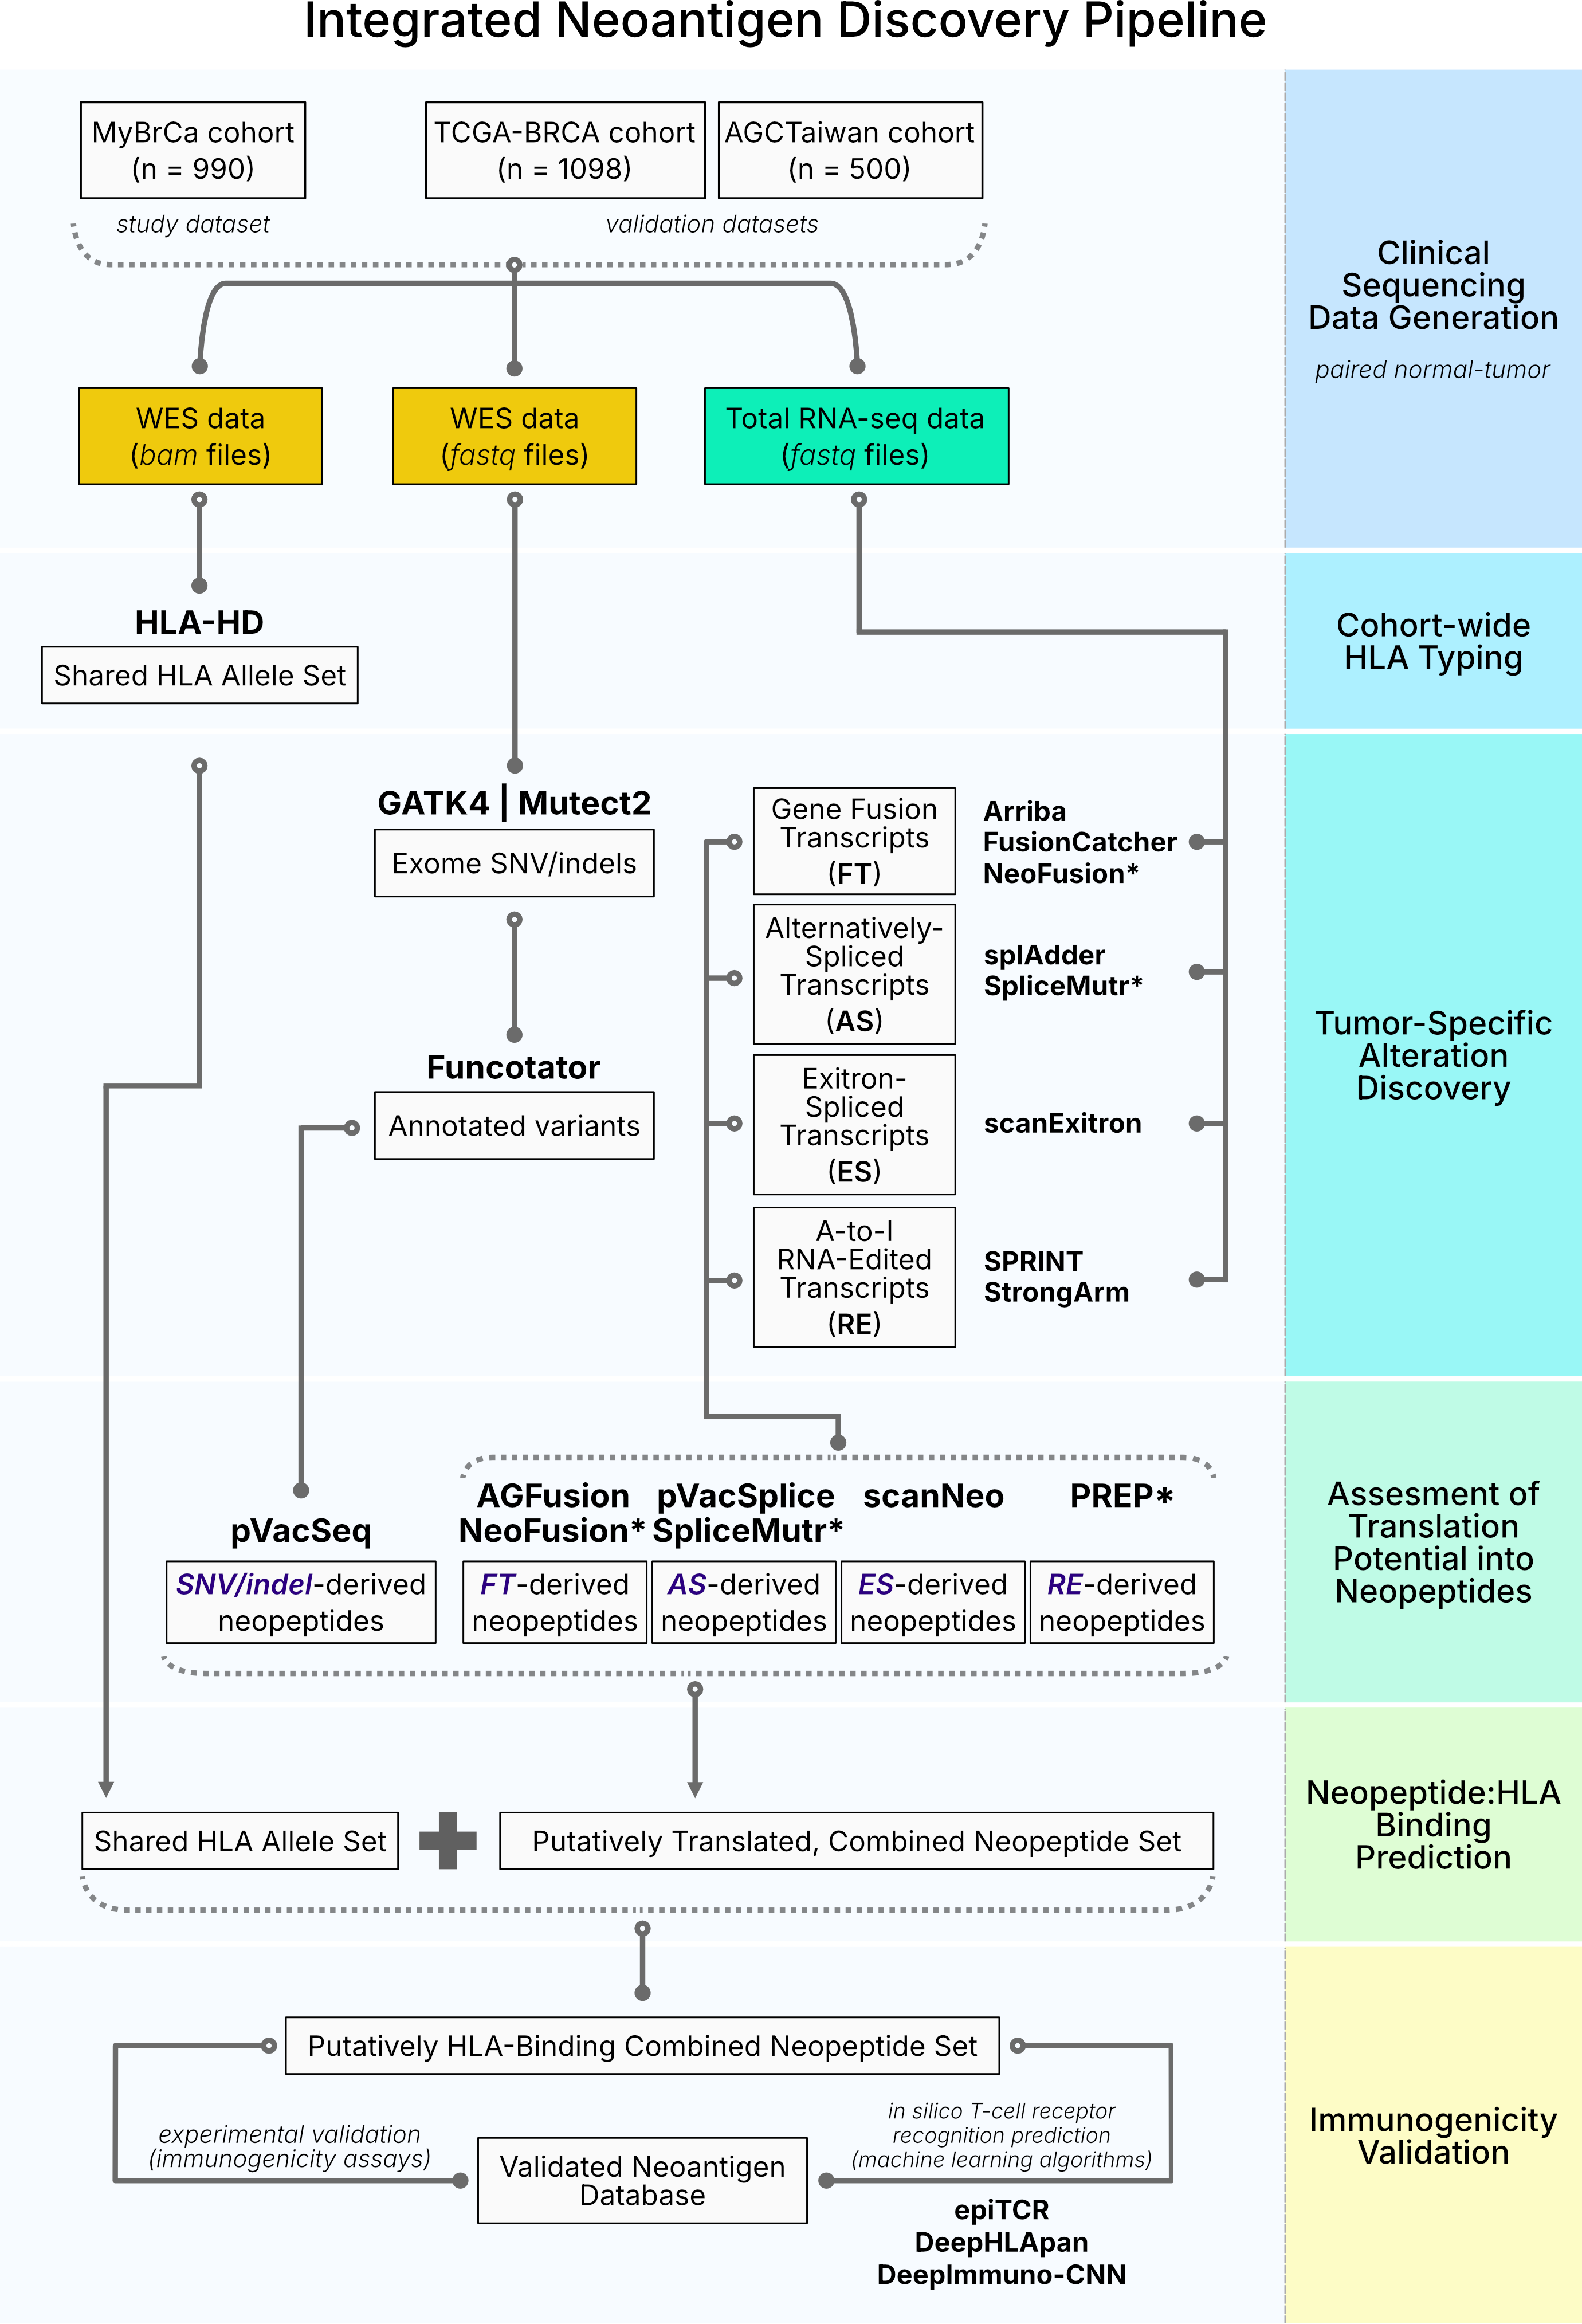 Integrated Neoantigen Discovery Pipeline
MyBrCa cohort
(n = 990)
TCGA-BRCA cohort
(n = 1098)
AGCTaiwan cohort
(n = 500)
study dataset
validation datasets
Clinical
Sequencing
Data Generation
paired normal-tumor
WES data
(bam files)
WES data
(fastq files)
Total RNA-seq data
(fastq files)
HLA-HD
Shared HLA Allele Set
Cohort-wide
HLA Typing
GATK4 | Mutect2
Exome SNV/indels
Funcotator
Annotated variants
Gene Fusion
Transcripts
(FT)
Arriba
FusionCatcher
NeoFusion*
Alternatively-
Spliced
Transcripts
(AS)
splAdder
SpliceMutr*
Exitron-
Spliced
Transcripts
(ES)
scanExitron
A-to-I
RNA-Edited
Transcripts
(RE)
SPRINT
StrongArm
Tumor-Specific
Alteration
Discovery
pVacSeq
SNV/indel-derived
neopeptides
AGFusion
NeoFusion*
FT-derived
neopeptides
pVacSplice
SpliceMutr*
AS-derived
neopeptides
scanNeo
ES-derived
neopeptides
PREP*
RE-derived
neopeptides
Assesment of
Translation
Potential into
Neopeptides
Shared HLA Allele Set
Putatively Translated, Combined Neopeptide Set
Neopeptide:HLA
Binding
Prediction
Putatively HLA-Binding Combined Neopeptide Set
experimental validation
(immunogenicity assays)
Validated Neoantigen
Database
in silico T-cell receptor
recognition prediction
(machine learning algorithms)
epiTCR
DeepHLApan
DeepImmuno-CNN
Immunogenicity
Validation